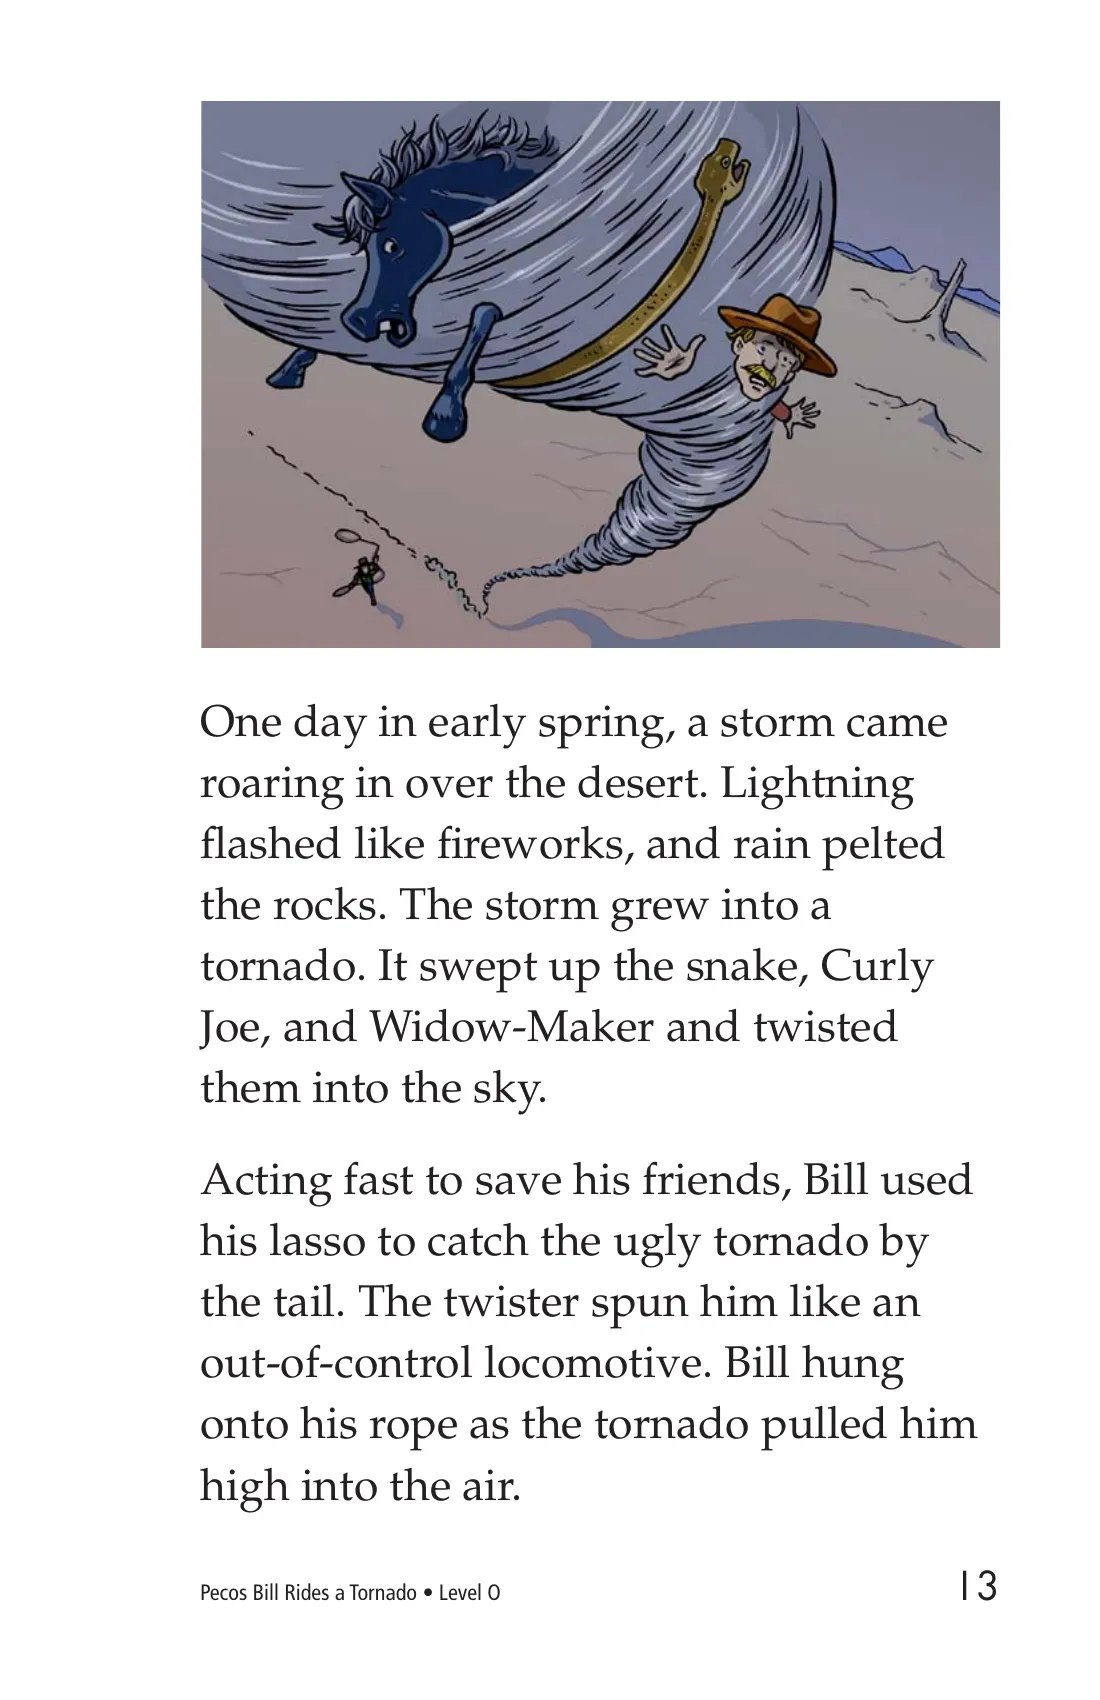 One day in early spring, a storm came
roaring in over the desert. Lightning
flashed like fireworks, and rain pelted
the rocks. The storm grew into a
tornado. It swept up the snake, Curly
Joe, and Widow-Maker and twisted
them into the sky.
Acting fast to save his friends, Bill used
his lasso to catch the ugly tornado by
the tail. The twister spun him like an
out-of-control locomotive. Bill hung
onto his rope as the tornado pulled him
high into the air.
Pecos Bill Rides a Tornado • Level O
13